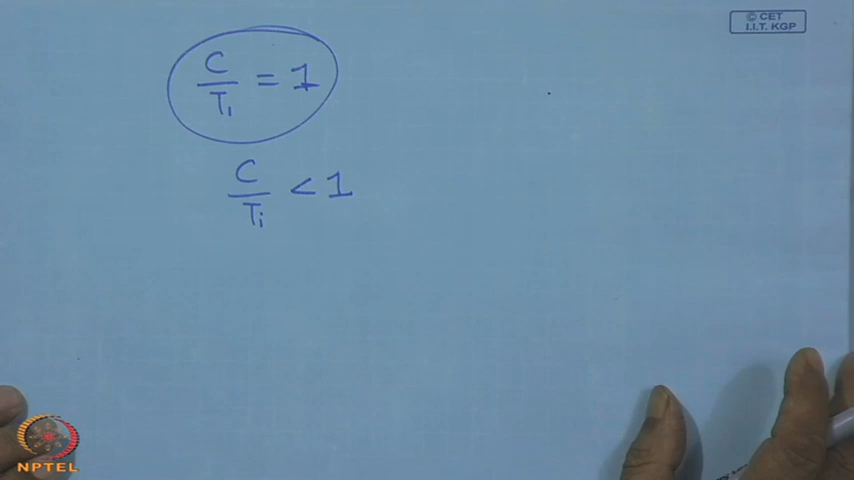 © CET
I.I.T. KGP
C/T₁ = 1
C/Tᵢ < 1
NPTEL